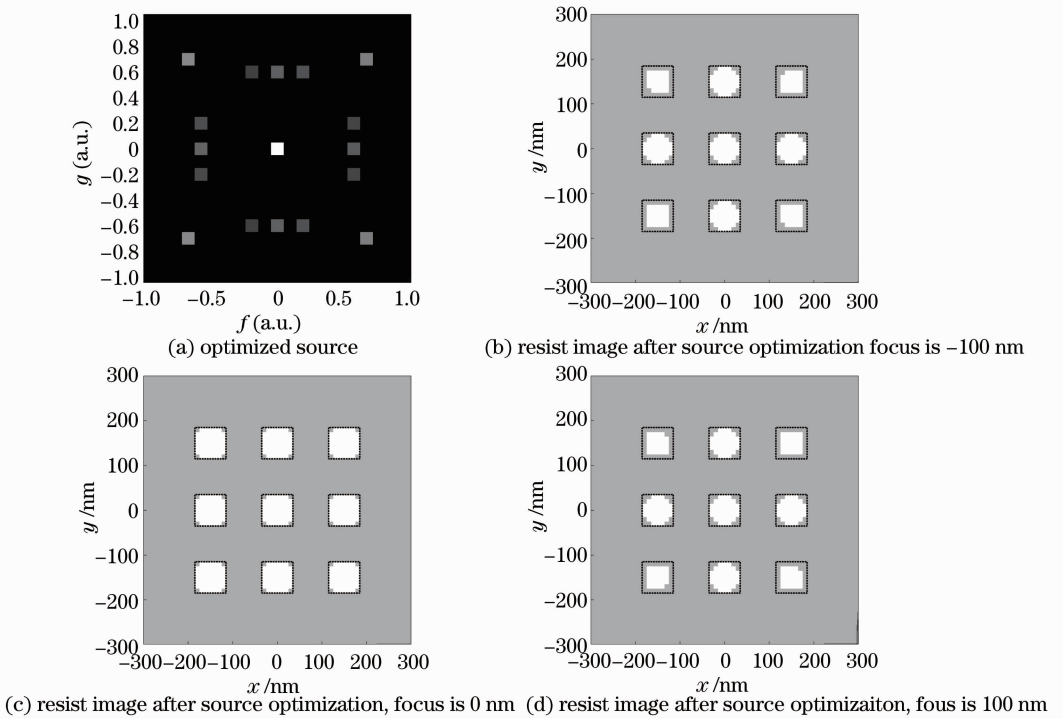 1.0
0.8
0.6
0.4
0.2
0
−0.2
−0.4
−0.6
−0.8
−1.0
g (a.u.)
−1.0 −0.5 0 0.5 1.0
f (a.u.)
(a) optimized source
300
200
100
0
−100
−200
−300
y /nm
−300−200−100 0 100 200 300
x /nm
(b) resist image after source optimization focus is −100 nm
300
200
100
0
−100
−200
−300
y /nm
−300−200−100 0 100 200 300
x /nm
(c) resist image after source optimization, focus is 0 nm
300
200
100
0
−100
−200
−300
y /nm
−300−200−100 0 100 200 300
x /nm
(d) resist image after source optimizaiton, fous is 100 nm